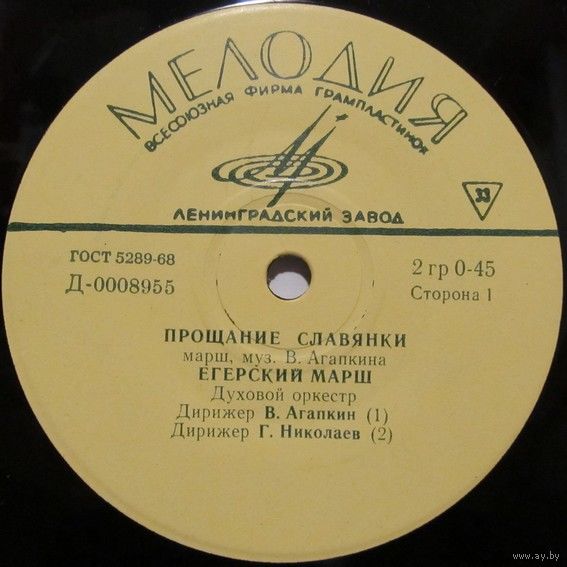 МЕЛОДИЯ
ВСЕСОЮЗНАЯ ФИРМА ГРАМПЛАСТИНОК
33
ЛЕНИНГРАДСКИЙ ЗАВОД
ГОСТ 5289-68
2 гр 0-45
Д-0008955
Сторона 1
ПРОЩАНИЕ СЛАВЯНКИ
марш, муз. В. Агапкина
ЕГЕРСКИЙ МАРШ
Духовой оркестр
Дирижер В. Агапкин (1)
Дирижер Г. Николаев (2)
www.ay.by